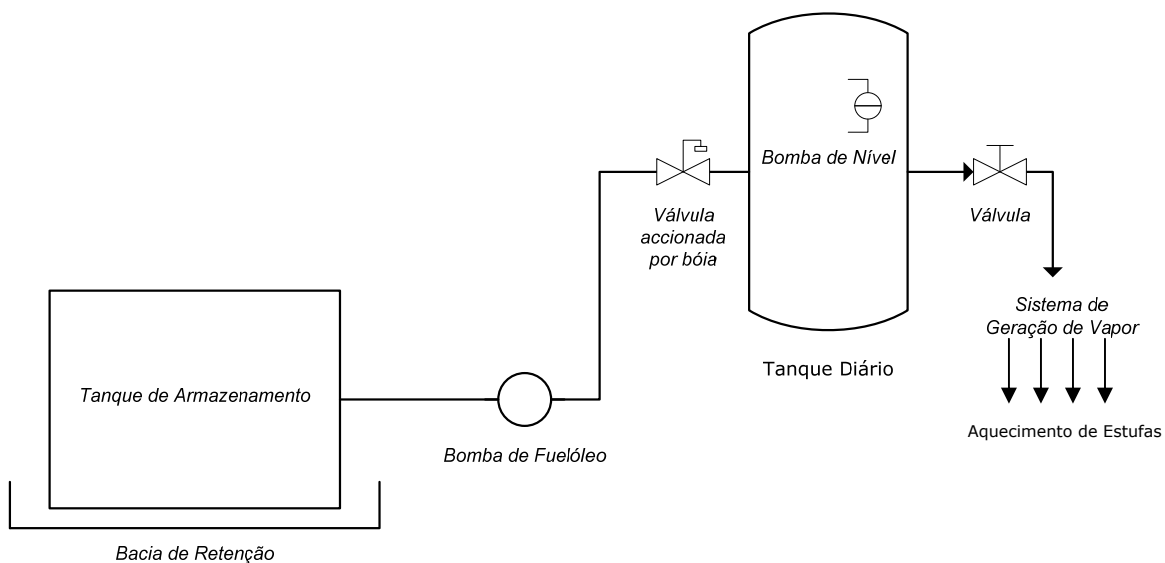 Bomba de Nível
Válvula
accionada
por bóia
Válvula
Sistema de
Geração de Vapor
Tanque Diário
Tanque de Armazenamento
Aquecimento de Estufas
Bomba de Fuelóleo
Bacia de Retenção